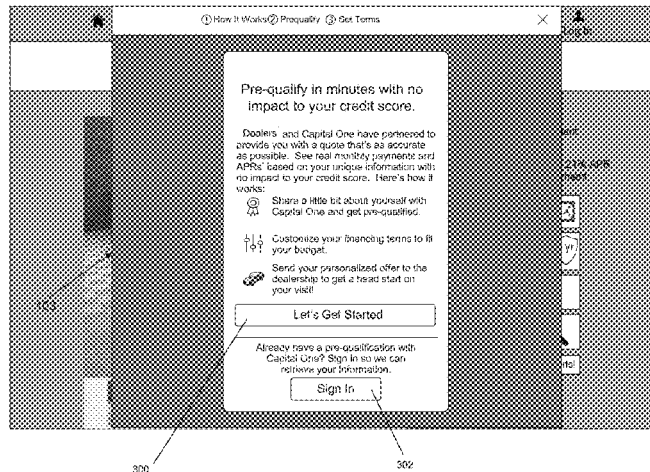 ① How It Works② Prequalify ③ Set Terms
Log In
Pre-qualify in minutes with no
impact to your credit score.
Dealers' and Capital One have partnered to
provide you with a quote that's as accurate
as possible. See real monthly payments and
APRs' based on your unique information with
no impact to your credit score. Here's how it
works:
Share a little bit about yourself with
Capital One and get pre-qualified.
Customize your financing terms to fit
your budget.
Send your personalized offer to the
dealership to get a head start on
your visit!
Let's Get Started
Already have a pre-qualification with
Capital One? Sign in so we can
retrieve your information.
Sign In
APR
yr
300
302